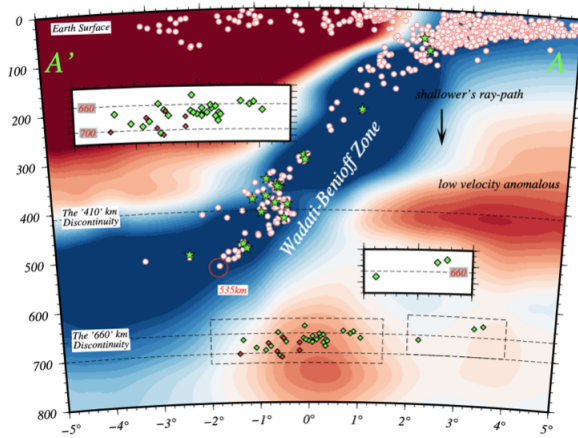 0
Earth Surface
A'
A
100
660
700
shallower's ray-path
200
300
Wadati-Benioff Zone
low velocity anomalous
400
The '410' km
Discontinuity
500
535km
660
600
The '660' km
Discontinuity
700
800
-5° -4° -3° -2° -1° 0° 1° 2° 3° 4° 5°